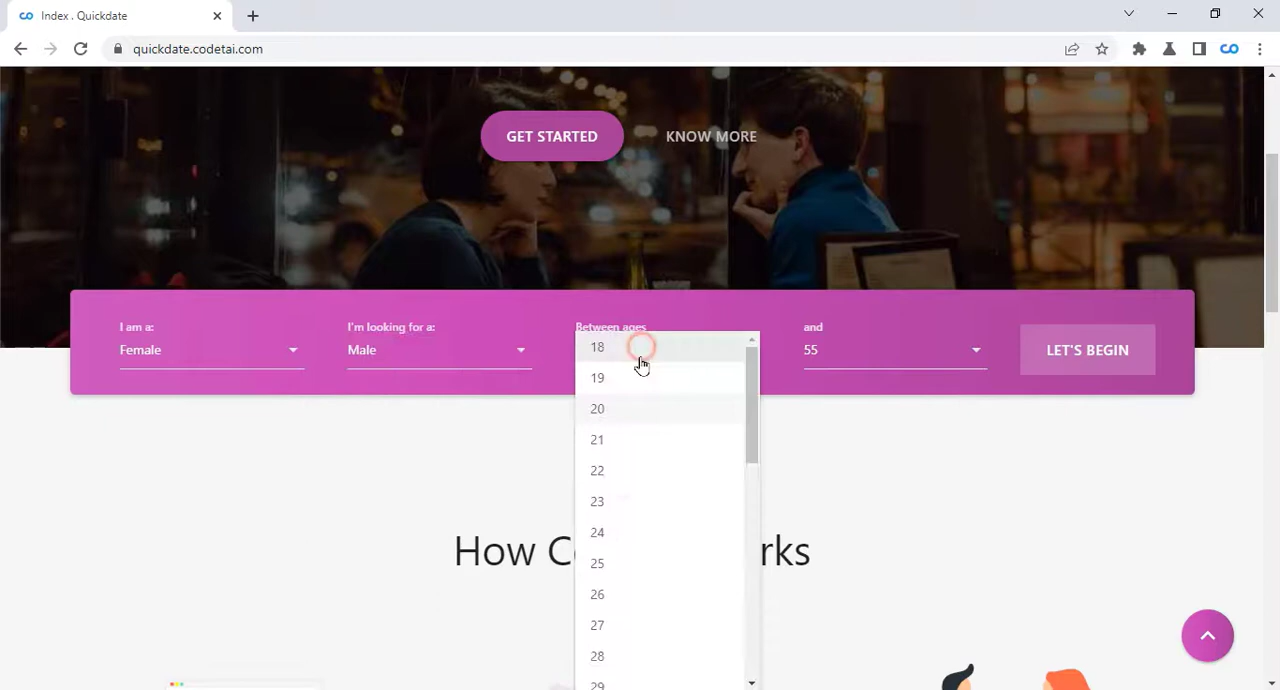 Index . Quickdate
quickdate.codetai.com
GET STARTED
KNOW MORE
I am a:
Female
I'm looking for a:
Male
Between ages
and
55
LET'S BEGIN
18
19
20
21
22
23
24
25
26
27
28
29
How C
rks